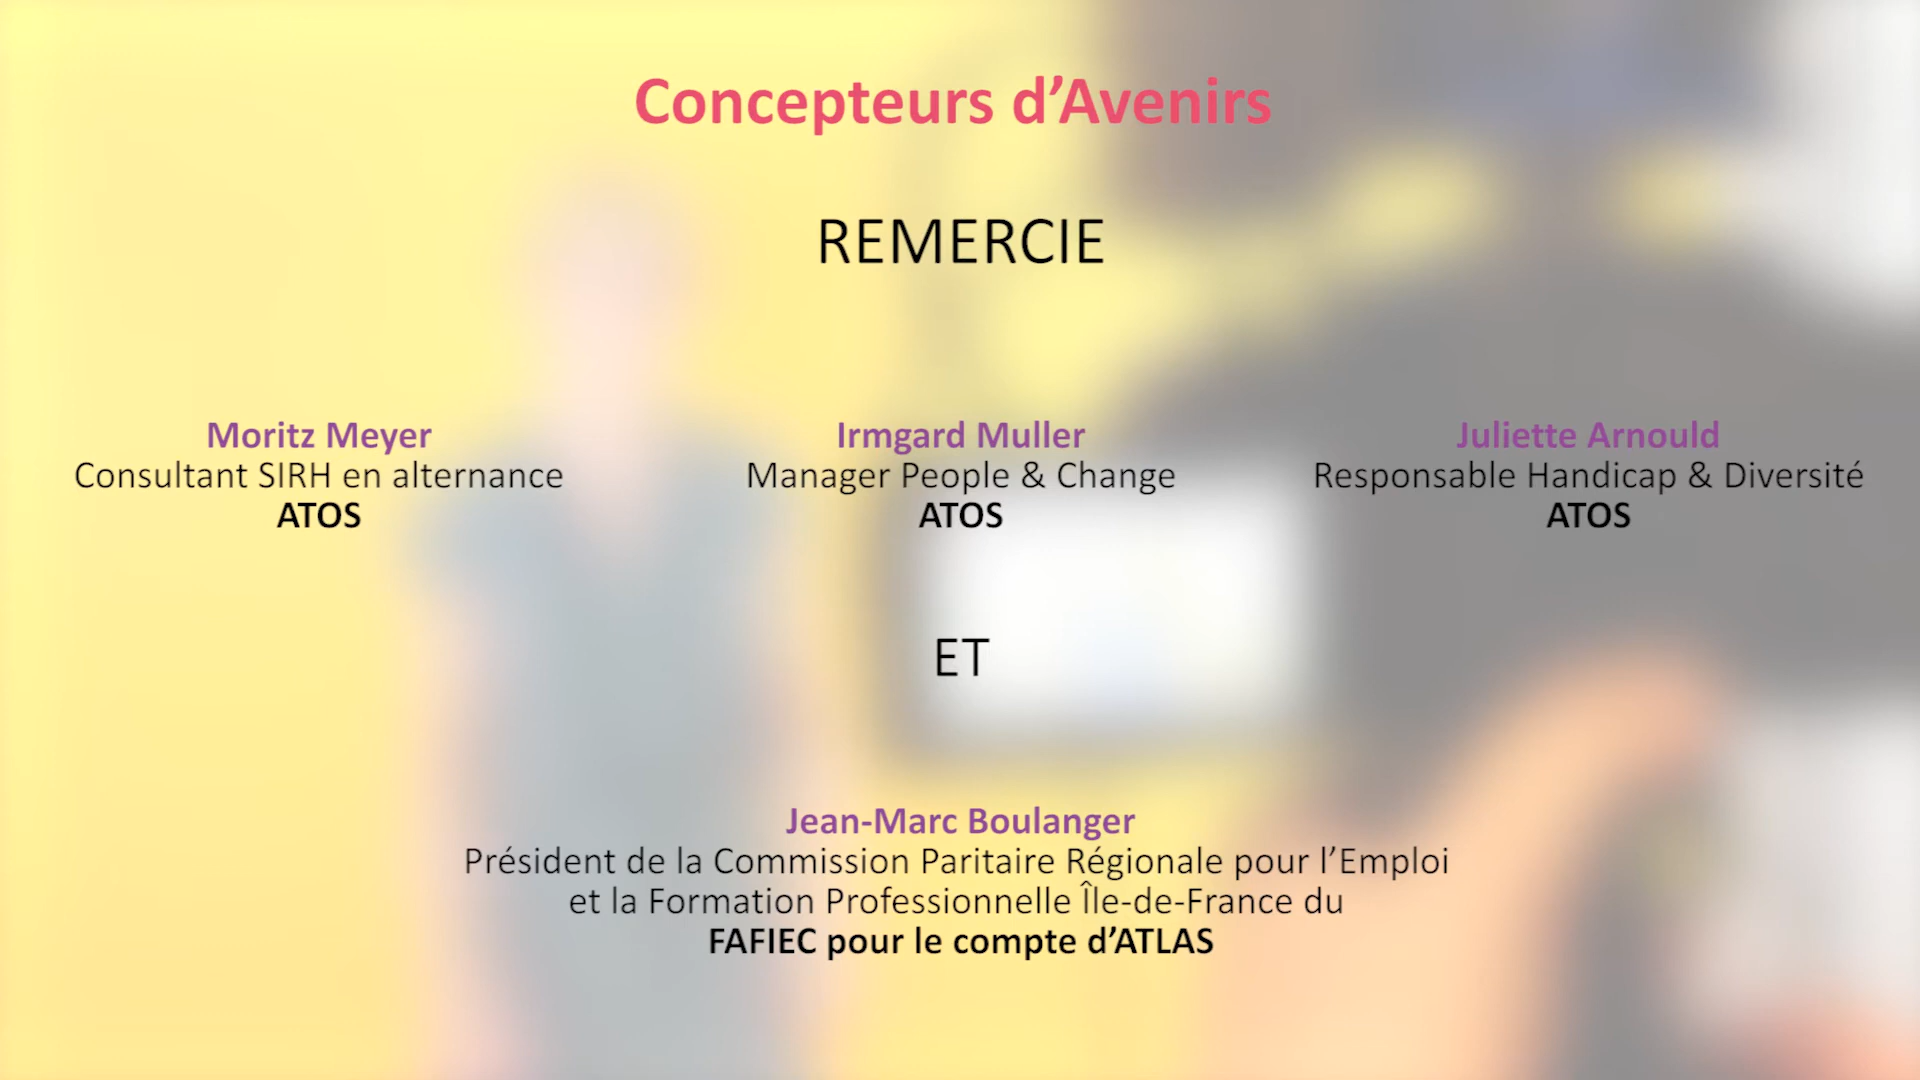 Concepteurs d’Avenirs
REMERCIE
Moritz Meyer
Consultant SIRH en alternance
ATOS
Irmgard Muller
Manager People & Change
ATOS
Juliette Arnould
Responsable Handicap & Diversité
ATOS
ET
Jean-Marc Boulanger
Président de la Commission Paritaire Régionale pour l’Emploi
et la Formation Professionnelle Île-de-France du
FAFIEC pour le compte d’ATLAS